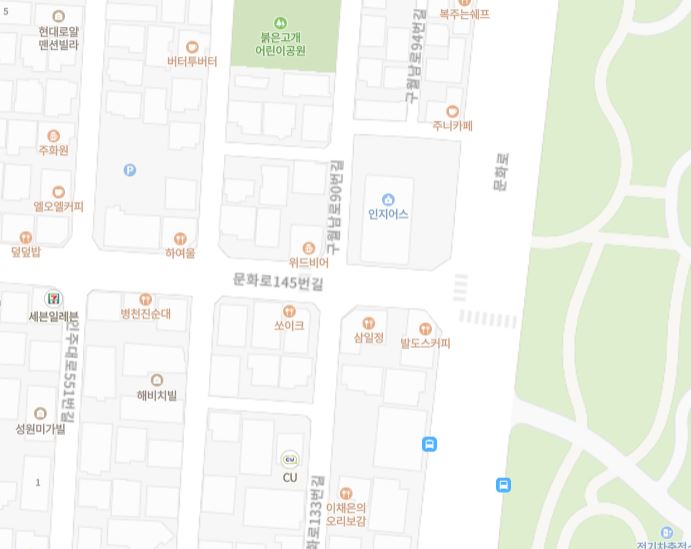 5
현대로얄
맨션빌라
버터투버터
붉은고개
어린이공원
구월남로94번길
복주는쉐프
주니카페
문화로
주화원
P
엘오엘커피
덮덮밥
하여울
위드비어
구월남로90번길
인지어스
문화로145번길
세븐일레븐
병천진순대
쏘이크
삼일정
발도스커피
인주대로551번길
해비치빌
성원미가빌
1
CU
CU
이채은의
오리보감
화로133번길